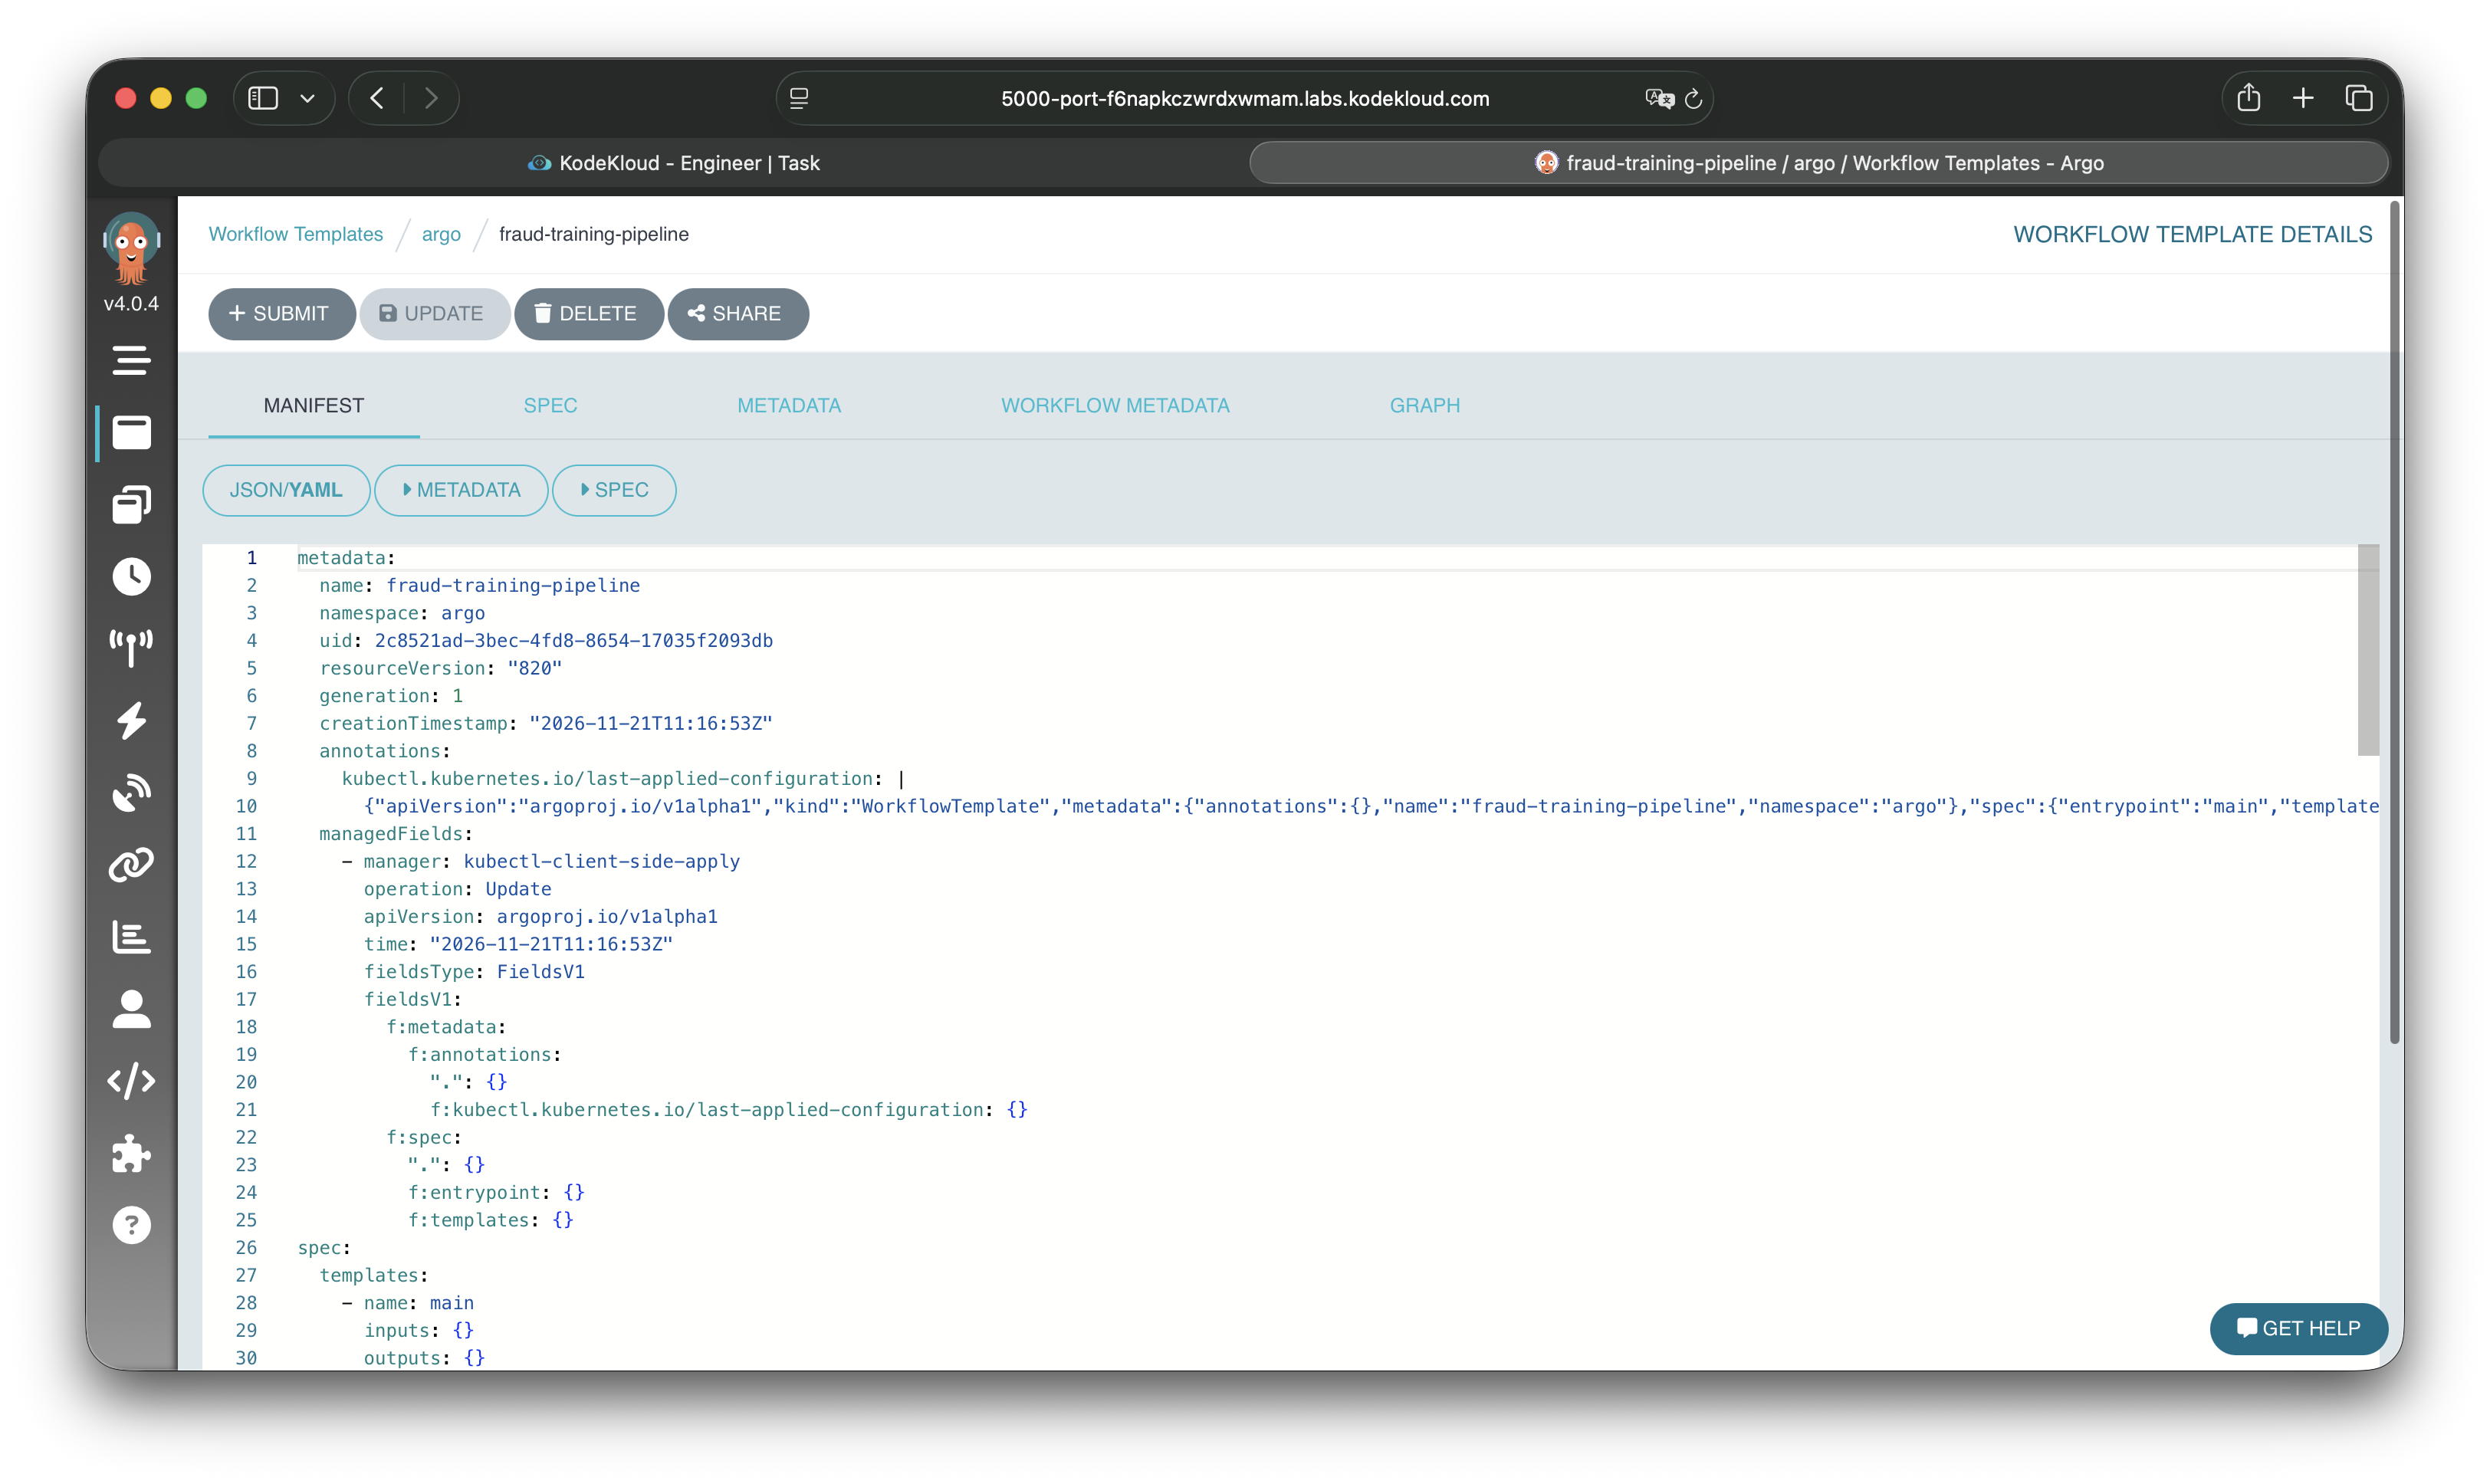 5000-port-f6napkczwrdxwmam.labs.kodekloud.com
KodeKloud - Engineer | Task
fraud-training-pipeline / argo / Workflow Templates - Argo
v4.0.4
Workflow Templates / argo / fraud-training-pipeline
WORKFLOW TEMPLATE DETAILS
+ SUBMIT UPDATE DELETE SHARE
MANIFEST SPEC METADATA WORKFLOW METADATA GRAPH
JSON/YAML METADATA SPEC
1 metadata:
2   name: fraud-training-pipeline
3   namespace: argo
4   uid: 2c8521ad-3bec-4fd8-8654-17035f2093db
5   resourceVersion: "820"
6   generation: 1
7   creationTimestamp: "2026-11-21T11:16:53Z"
8   annotations:
9     kubectl.kubernetes.io/last-applied-configuration: |
10       {"apiVersion":"argoproj.io/v1alpha1","kind":"WorkflowTemplate","metadata":{"annotations":{},"name":"fraud-training-pipeline","namespace":"argo"},"spec":{"entrypoint":"main","template
11   managedFields:
12     - manager: kubectl-client-side-apply
13       operation: Update
14       apiVersion: argoproj.io/v1alpha1
15       time: "2026-11-21T11:16:53Z"
16       fieldsType: FieldsV1
17       fieldsV1:
18         f:metadata:
19           f:annotations:
20             ".": {}
21             f:kubectl.kubernetes.io/last-applied-configuration: {}
22         f:spec:
23           ".": {}
24           f:entrypoint: {}
25           f:templates: {}
26 spec:
27   templates:
28     - name: main
29       inputs: {}
30       outputs: {}
GET HELP